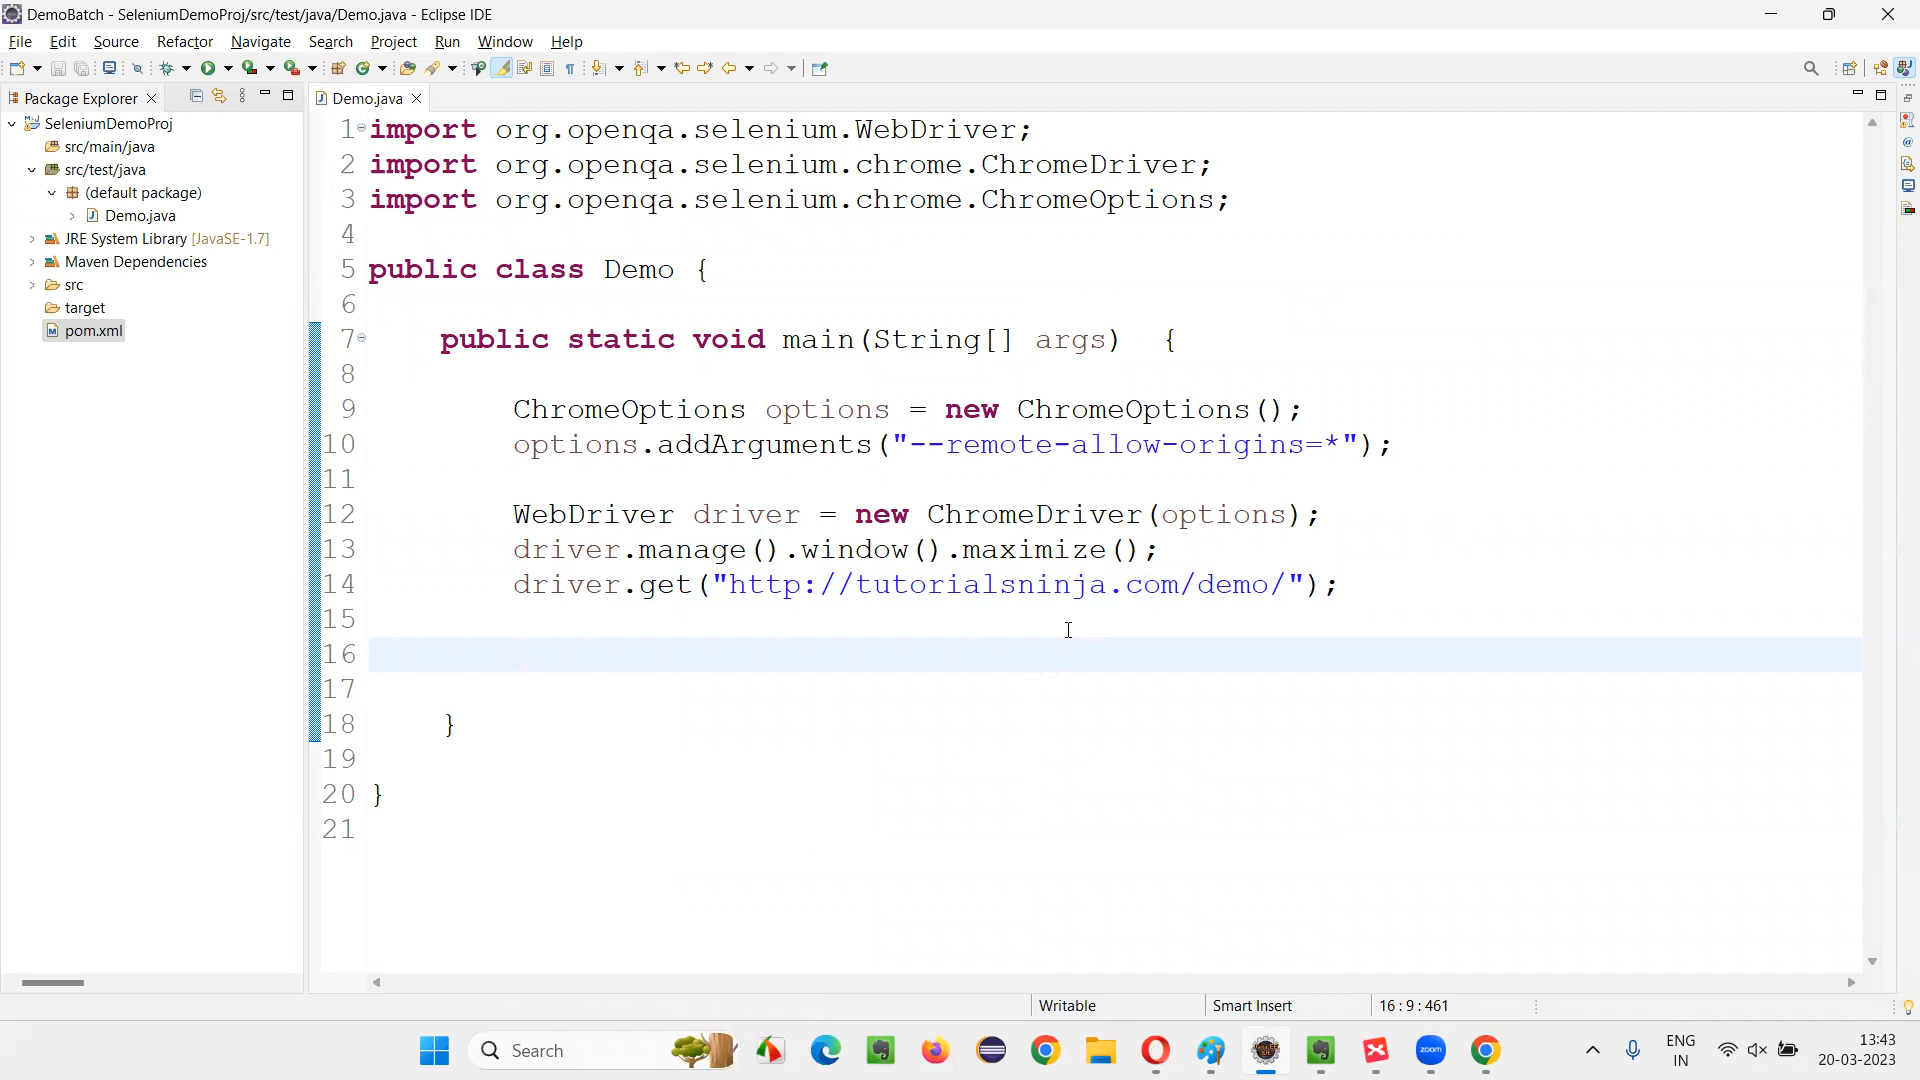 DemoBatch - SeleniumDemoProj/src/test/java/Demo.java - Eclipse IDE
File Edit Source Refactor Navigate Search Project Run Window Help
Package Explorer
Demo.java
SeleniumDemoProj
src/main/java
src/test/java
(default package)
Demo.java
JRE System Library [JavaSE-1.7]
Maven Dependencies
src
target
pom.xml
1 import org.openqa.selenium.WebDriver;
2 import org.openqa.selenium.chrome.ChromeDriver;
3 import org.openqa.selenium.chrome.ChromeOptions;
4
5 public class Demo {
6
7 public static void main(String[] args)  {
8
9 ChromeOptions options = new ChromeOptions();
10 options.addArguments("--remote-allow-origins=*");
11
12 WebDriver driver = new ChromeDriver(options);
13 driver.manage().window().maximize();
14 driver.get("http://tutorialsninja.com/demo/");
15
16
17
18 }
19
20 }
21
Writable Smart Insert 16 : 9 : 461
Search
zoom
ENG
IN
13:43
20-03-2023